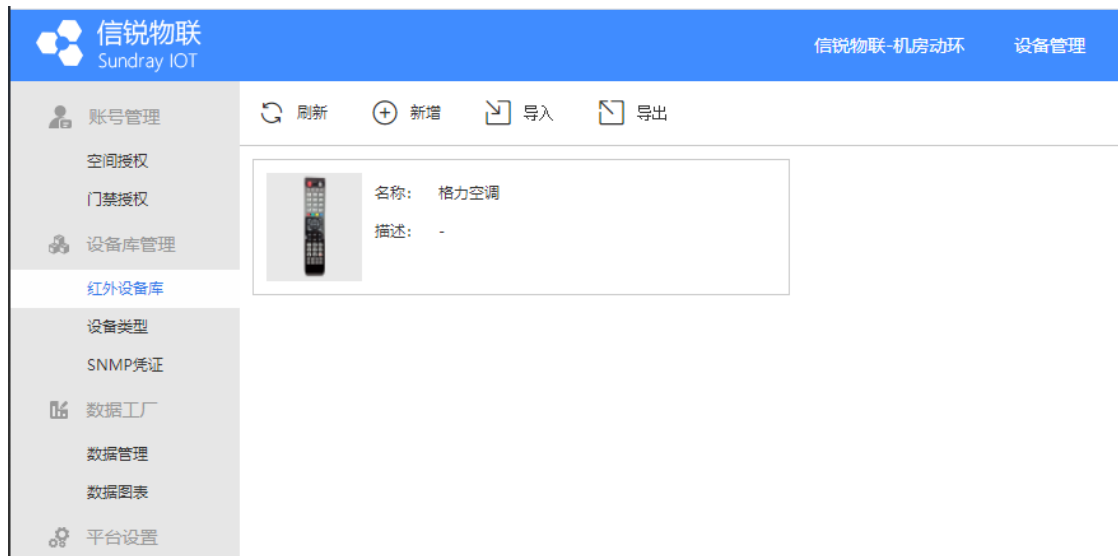 信锐物联
Sundray IOT
信锐物联-机房动环 设备管理
账号管理
空间授权
门禁授权
设备库管理
红外设备库
设备类型
SNMP凭证
数据工厂
数据管理
数据图表
平台设置
刷新 新增 导入 导出
名称: 格力空调
描述: -